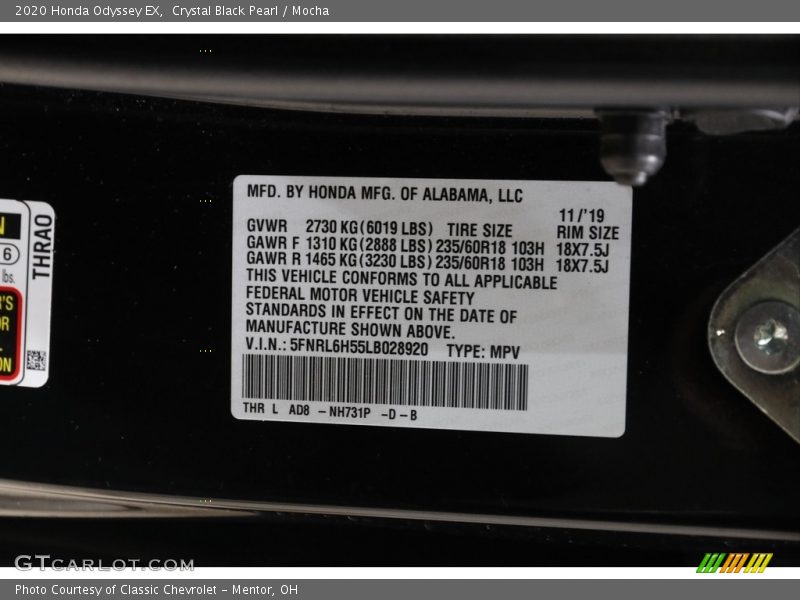 2020 Honda Odyssey EX, Crystal Black Pearl / Mocha
MFD. BY HONDA MFG. OF ALABAMA, LLC
11/'19
GVWR 2730 KG (6019 LBS) TIRE SIZE RIM SIZE
GAWR F 1310 KG (2888 LBS) 235/60R18 103H 18X7.5J
GAWR R 1465 KG (3230 LBS) 235/60R18 103H 18X7.5J
THIS VEHICLE CONFORMS TO ALL APPLICABLE
FEDERAL MOTOR VEHICLE SAFETY
STANDARDS IN EFFECT ON THE DATE OF
MANUFACTURE SHOWN ABOVE.
V.I.N.: 5FNRL6H55LB028920 TYPE: MPV
THR L AD8 -NH731P -D-B
THRA0
6
lbs.
GTCARLOT.COM
Photo Courtesy of Classic Chevrolet - Mentor, OH